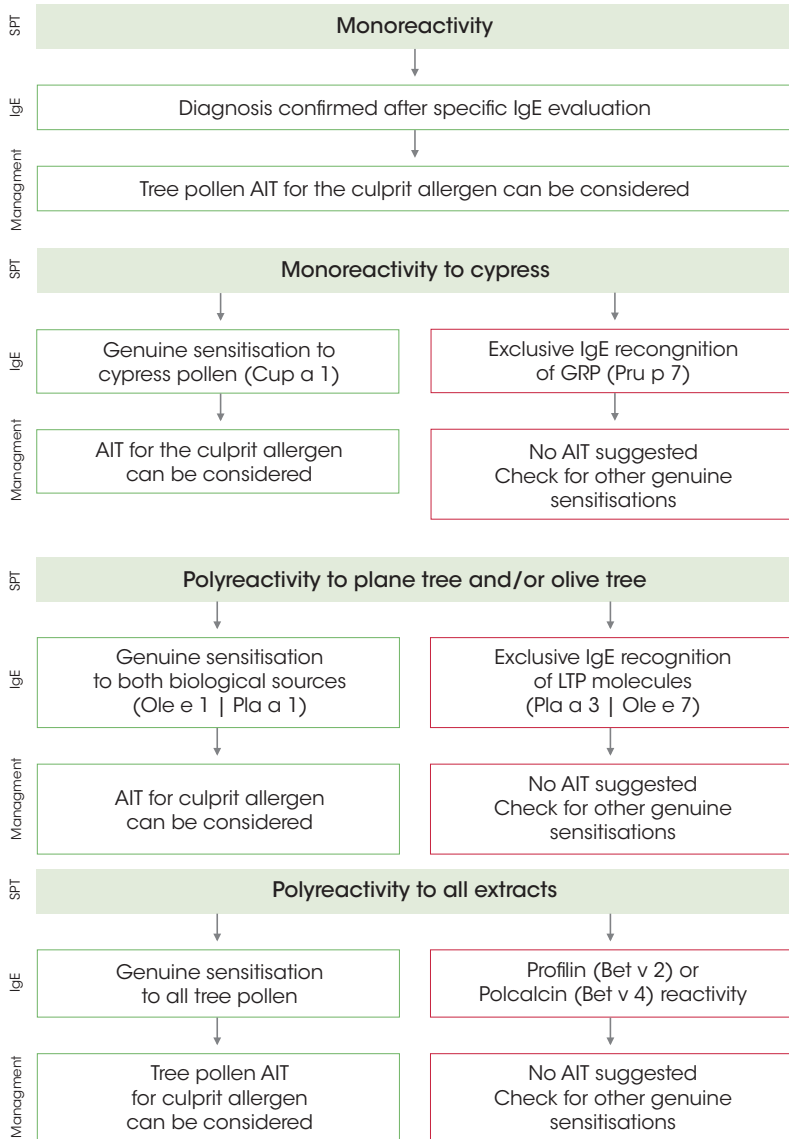 SPT
Monoreactivity
IgE
Diagnosis confirmed after specific IgE evaluation
Managment
Tree pollen AIT for the culprit allergen can be considered
SPT
Monoreactivity to cypress
IgE
Genuine sensitisation to
cypress pollen (Cup a 1)
Exclusive IgE recongnition
of GRP (Pru p 7)
Managment
AIT for the culprit allergen
can be considered
No AIT suggested
Check for other genuine
sensitisations
SPT
Polyreactivity to plane tree and/or olive tree
IgE
Genuine sensitisation
to both biological sources
(Ole e 1 | Pla a 1)
Exclusive IgE recognition
of LTP molecules
(Pla a 3 | Ole e 7)
Managment
AIT for culprit allergen
can be considered
No AIT suggested
Check for other genuine
sensitisations
SPT
Polyreactivity to all extracts
IgE
Genuine sensitisation
to all tree pollen
Profilin (Bet v 2) or
Polcalcin (Bet v 4) reactivity
Managment
Tree pollen AIT
for culprit allergen
can be considered
No AIT suggested
Check for other genuine
sensitisations